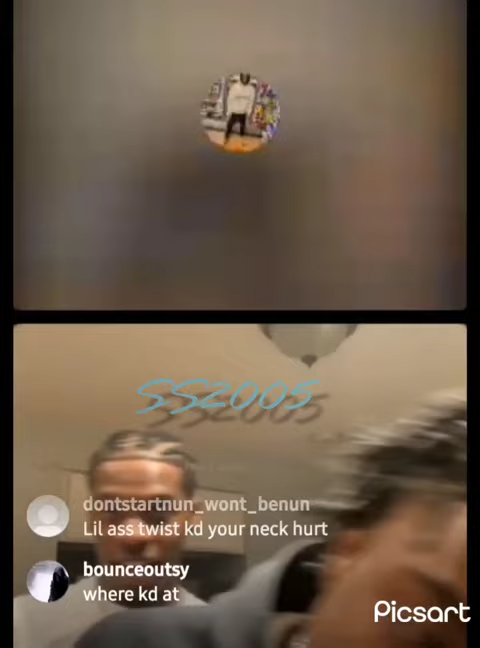 SS2005
dontstartnun_wont_benun
Lil ass twist kd your neck hurt
bounceoutsy
where kd at
Picsart